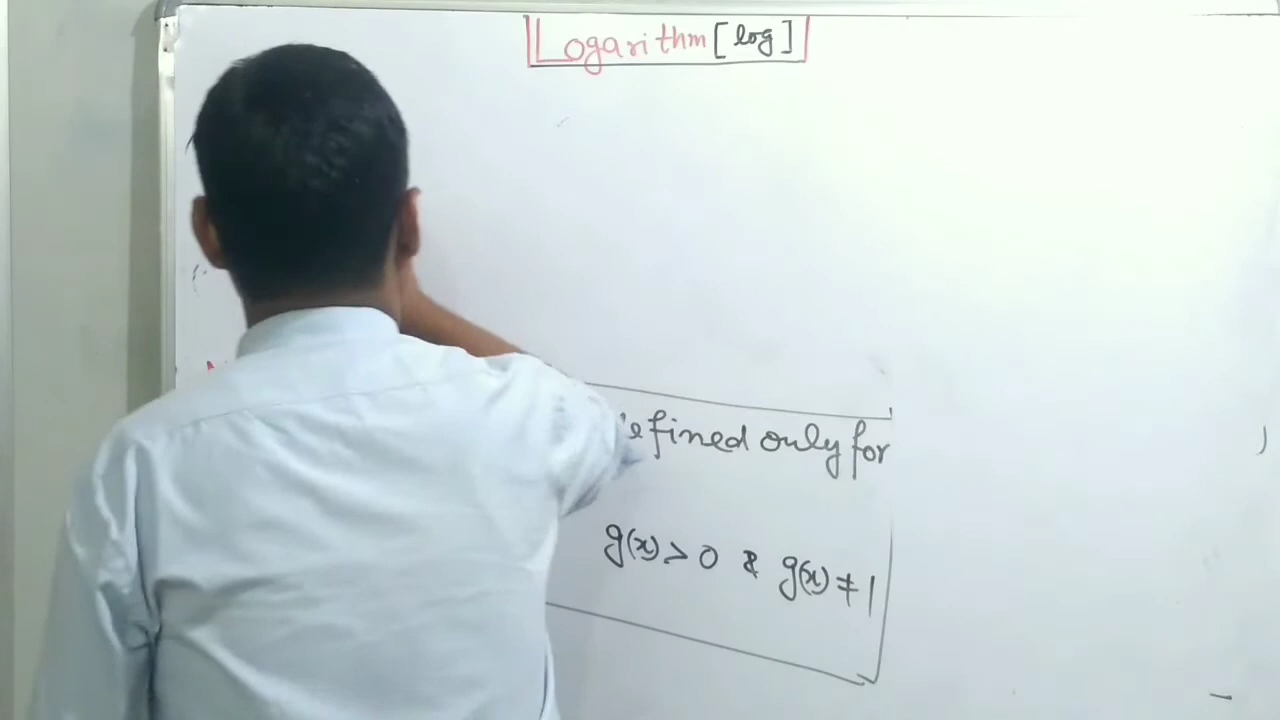 Logarithm [log]
efined only for
g(x) > 0 & g(x) ≠ 1